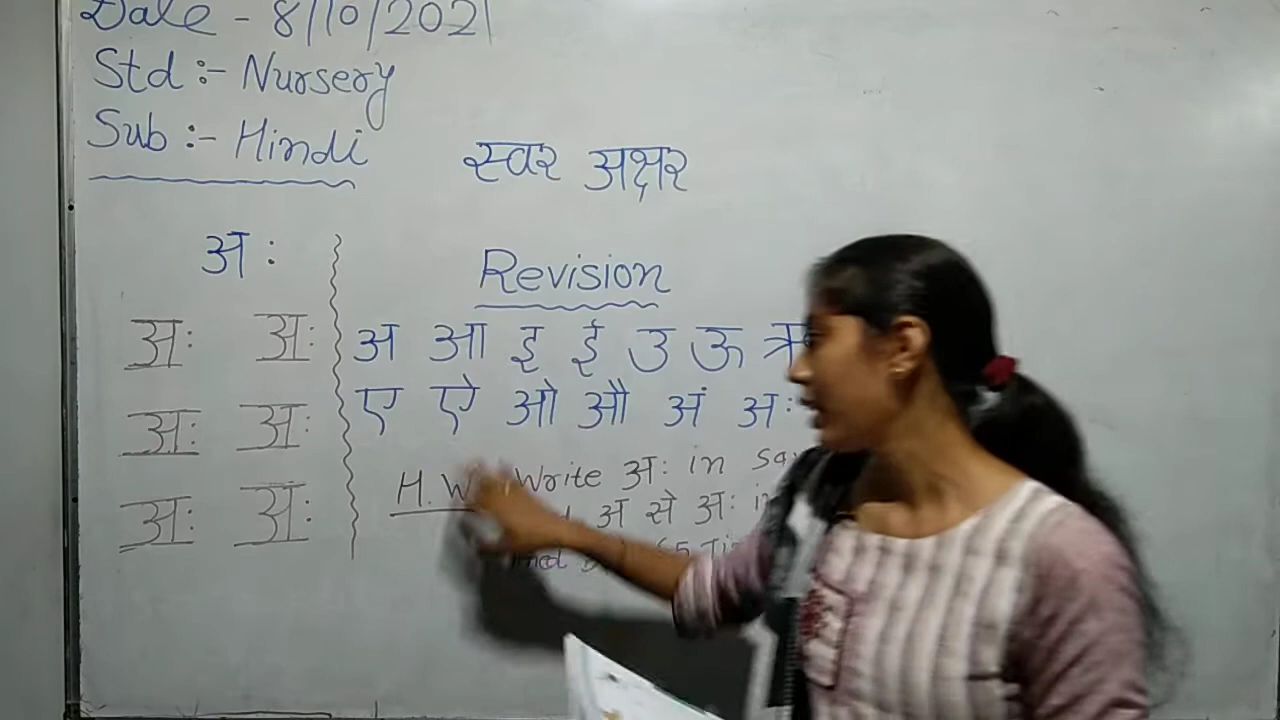 Date - 8/10/2021
Std :- Nursery
Sub :- Hindi
स्वर अक्षर
अ :
Revision
अः अः
अः अः
अः अः
अ आ इ ई उ ऊ ऋ
ए ऐ ओ औ अं अः
H.W Write अः in
अ से अः